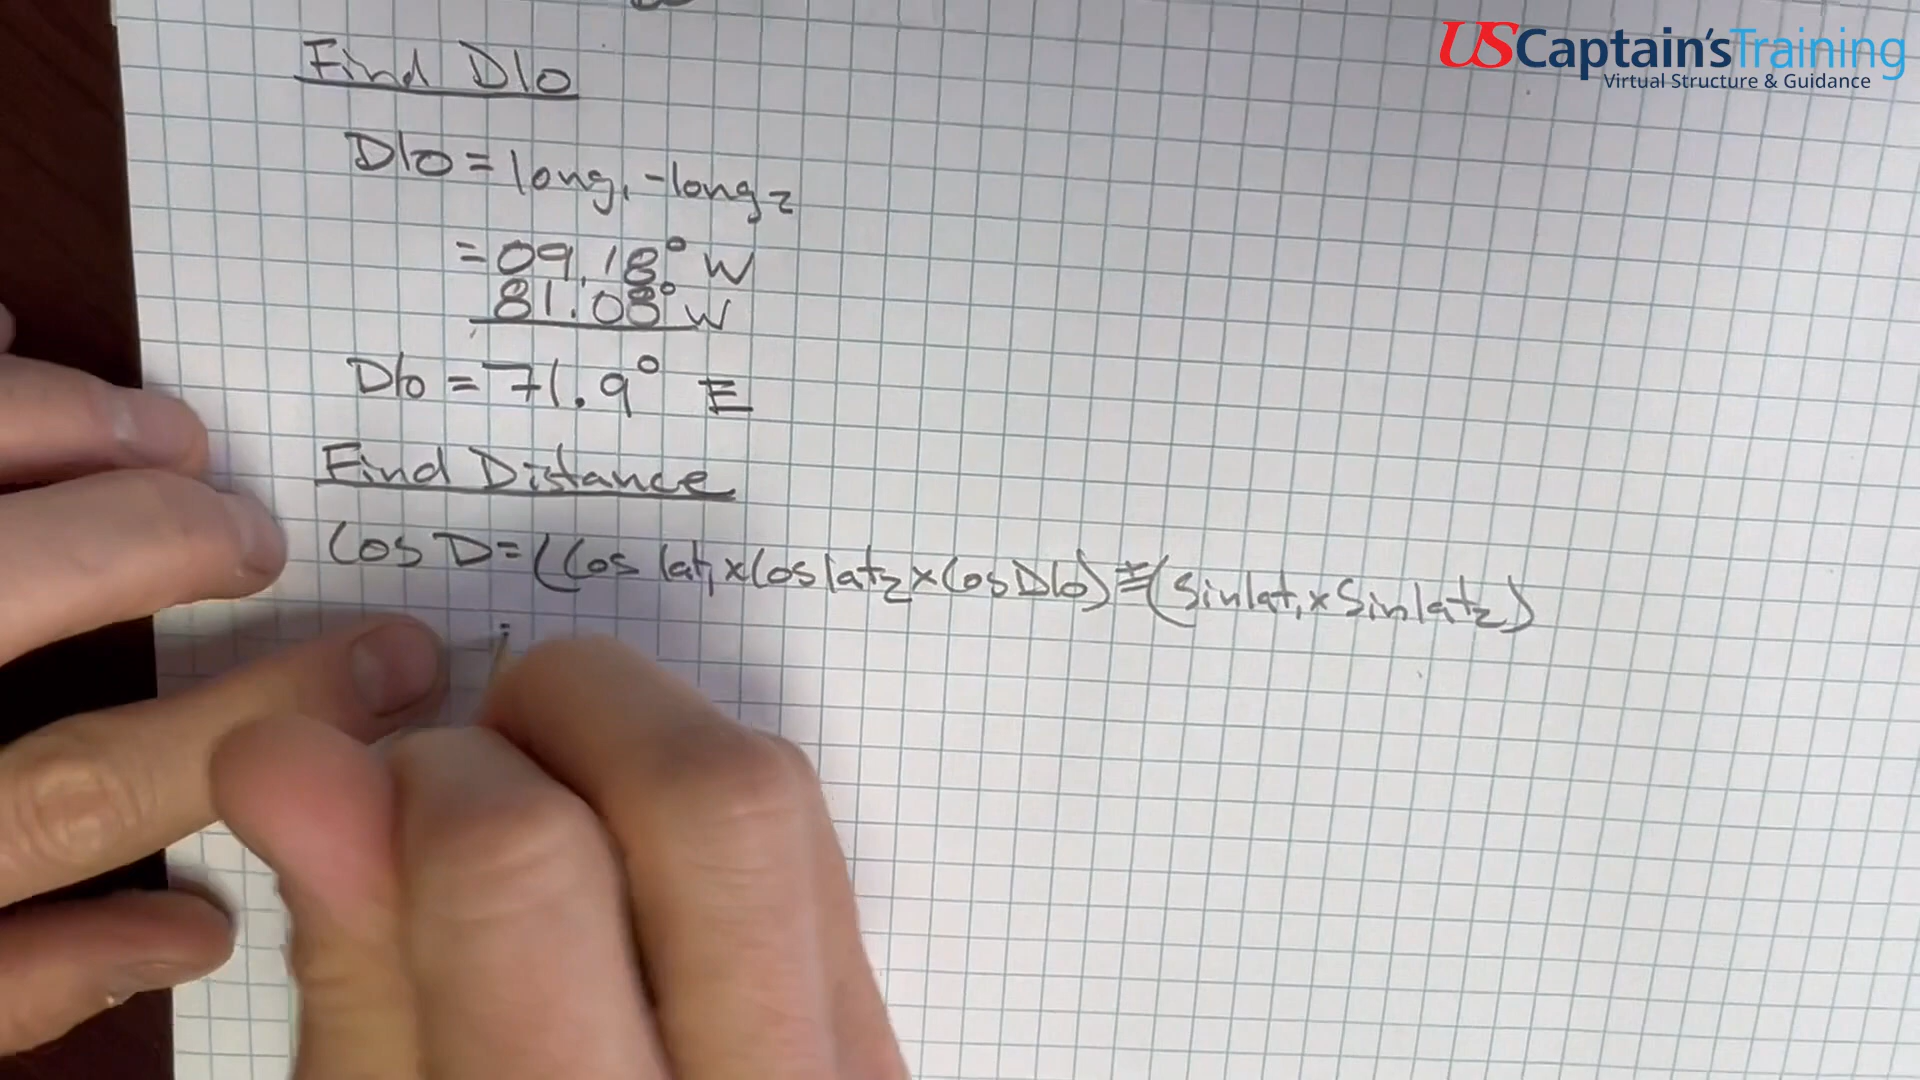 USCaptain'sTraining
Virtual Structure & Guidance
Find Dlo
Dlo = long₁ - long₂
= 09.18° W
81.08° W
Dlo = 71.9° E
Find Distance
Cos D = (Cos lat₁ x Cos lat₂ x Cos Dlo) ± (Sin lat₁ x Sin lat₂)